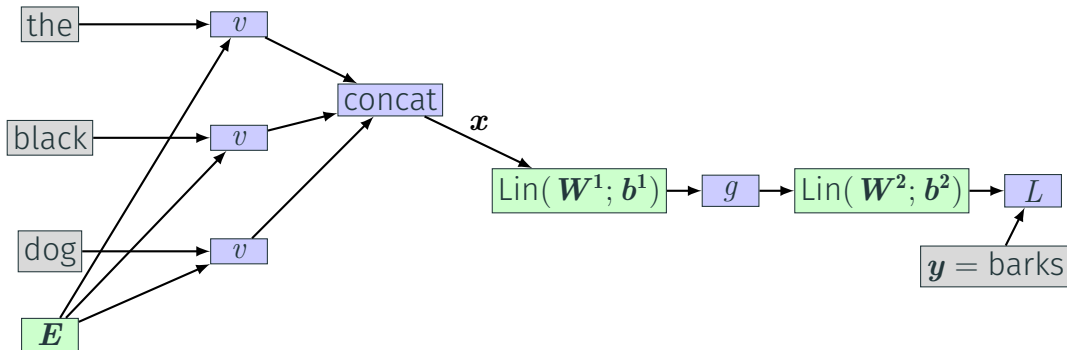 the
v
black
v
concat
x
dog
v
E
Lin(W¹; b¹)
g
Lin(W²; b²)
L
y = barks